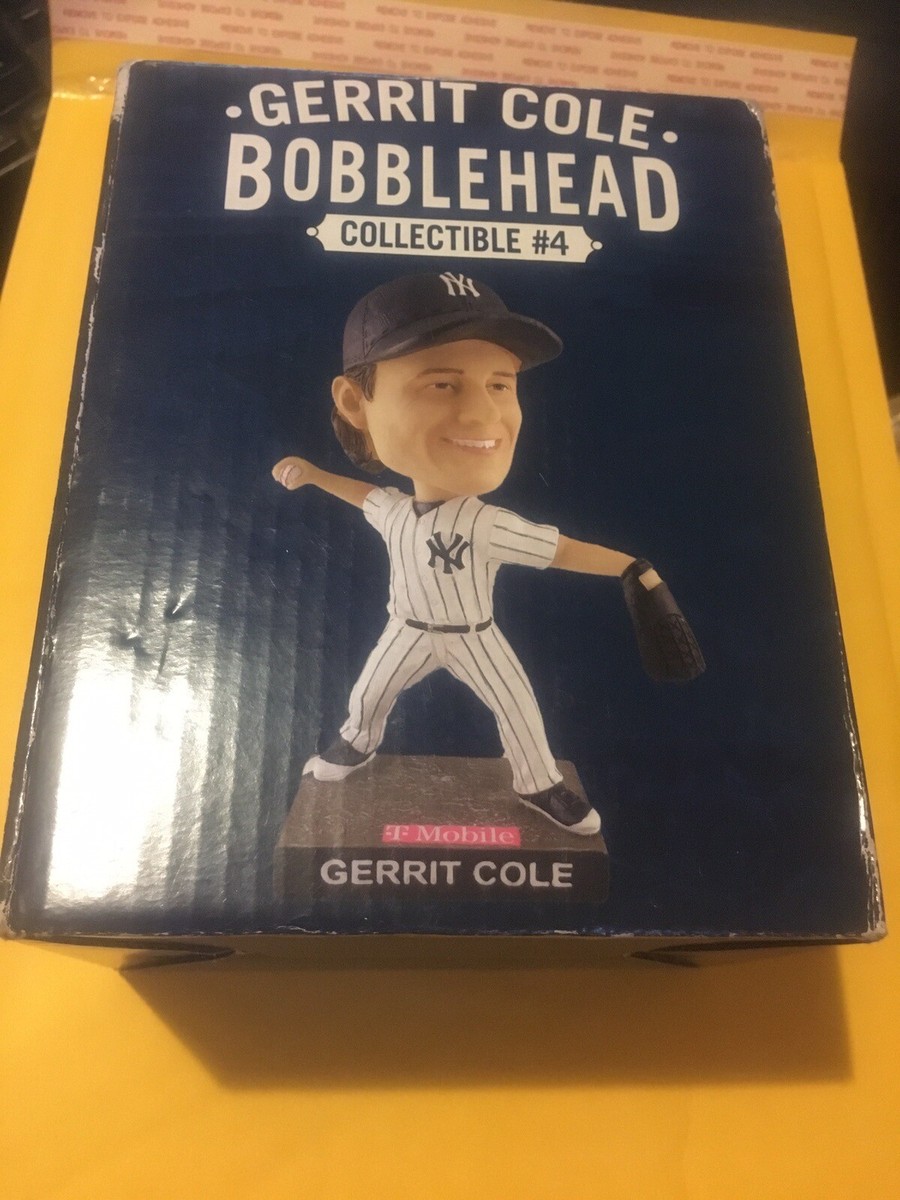 •GERRIT COLE•
BOBBLEHEAD
COLLECTIBLE #4
NY
NY
T Mobile
GERRIT COLE